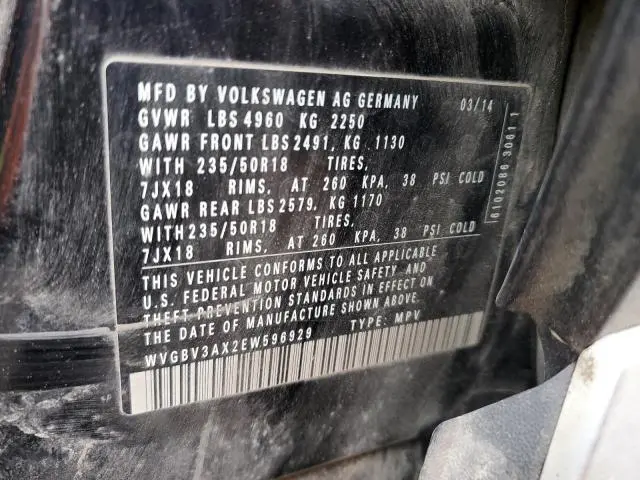 MFD BY VOLKSWAGEN AG GERMANY 03/14
GVWR LBS 4960 KG 2250
GAWR FRONT LBS 2491, KG 1130
WITH 235/50R18 TIRES,
7JX18 RIMS, AT 260 KPA, 38 PSI COLD
GAWR REAR LBS 2579, KG 1170
WITH 235/50R18 TIRES,
7JX18 RIMS, AT 260 KPA, 38 PSI COLD
THIS VEHICLE CONFORMS TO ALL APPLICABLE
U.S. FEDERAL MOTOR VEHICLE SAFETY AND
THEFT PREVENTION STANDARDS IN EFFECT ON
THE DATE OF MANUFACTURE SHOWN ABOVE.
WVGBV3AX2EW596929 TYPE: MPV
6102086 3061 1